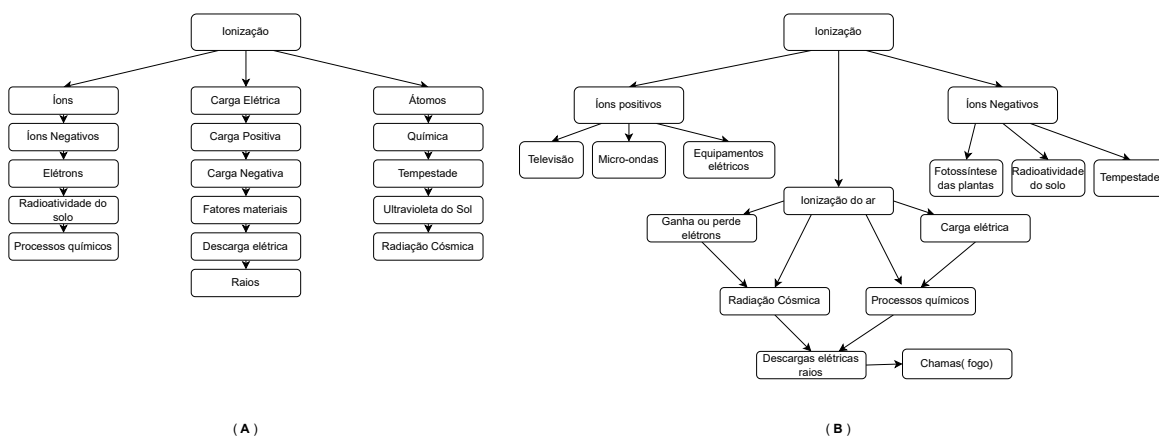 Ionização
Íons
Carga Elétrica
Átomos
Íons Negativos
Carga Positiva
Química
Elétrons
Carga Negativa
Tempestade
Radioatividade do
solo
Fatores materiais
Ultravioleta do Sol
Processos químicos
Descarga elétrica
Radiação Cósmica
Raios
( A )
Ionização
Íons positivos
Íons Negativos
Televisão
Micro-ondas
Equipamentos
elétricos
Fotossíntese
das plantas
Radioatividade
do solo
Tempestade
Ionização do ar
Ganha ou perde
elétrons
Carga elétrica
Radiação Cósmica
Processos químicos
Descargas elétricas
raios
Chamas( fogo)
( B )